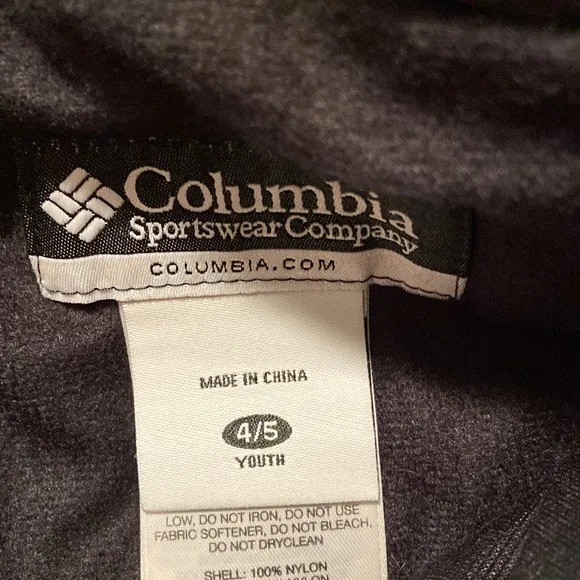 Columbia
Sportswear Company
COLUMBIA.COM
MADE IN CHINA
4/5
YOUTH
LOW, DO NOT IRON, DO NOT USE
FABRIC SOFTENER, DO NOT BLEACH,
DO NOT DRYCLEAN
SHELL: 100% NYLON
NYLON